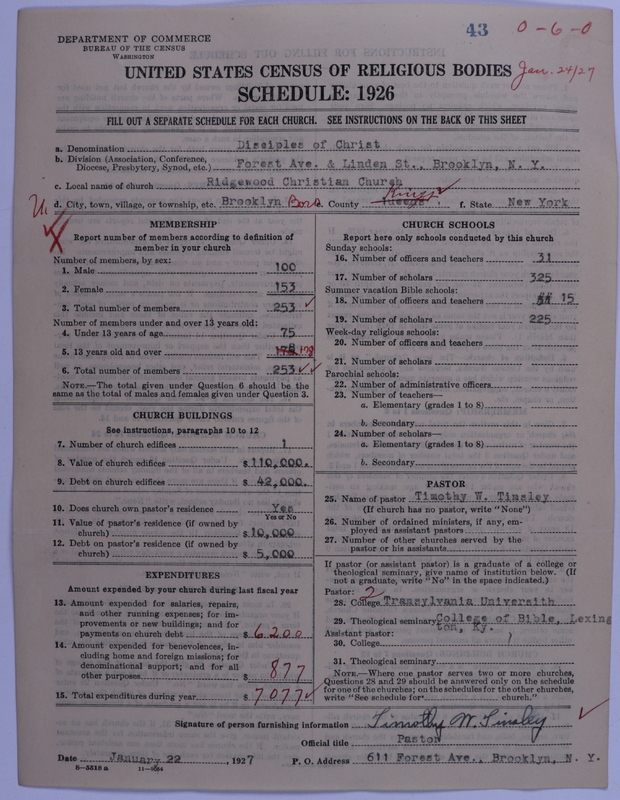 43 0-6-0
DEPARTMENT OF COMMERCE
BUREAU OF THE CENSUS
WASHINGTON
UNITED STATES CENSUS OF RELIGIOUS BODIES
Jan. 24/27
SCHEDULE: 1926
FILL OUT A SEPARATE SCHEDULE FOR EACH CHURCH. SEE INSTRUCTIONS ON THE BACK OF THIS SHEET
a. Denomination Disciples of Christ
b. Division (Association, Conference, Diocese, Presbytery, Synod, etc.) Forest Ave. & Linden St., Brooklyn, N. Y.
c. Local name of church Ridgewood Christian Church
d. City, town, village, or township, etc. Brooklyn Boro County Kings Queens f. State New York
MEMBERSHIP
Report number of members according to definition of
member in your church
Number of members, by sex:
1. Male 100
2. Female 153
3. Total number of members 253
Number of members under and over 13 years old:
4. Under 13 years of age 75
5. 13 years old and over 178
6. Total number of members 253
NOTE.—The total given under Question 6 should be the
same as the total of males and females given under Question 3.
CHURCH BUILDINGS
See instructions, paragraphs 10 to 12
7. Number of church edifices 1
8. Value of church edifices $110,000.
9. Debt on church edifices $42,000.
10. Does church own pastor's residence Yes
Yes or No
11. Value of pastor's residence (if owned by
church) $10,000
12. Debt on pastor's residence (if owned by
church) $5,000
EXPENDITURES
Amount expended by your church during last fiscal year
13. Amount expended for salaries, repairs,
and other running expenses; for im-
provements or new buildings; and for
payments on church debt $6200
14. Amount expended for benevolences, in-
cluding home and foreign missions; for
denominational support; and for all
other purposes $877
15. Total expenditures during year $7077
CHURCH SCHOOLS
Report here only schools conducted by this church
Sunday schools:
16. Number of officers and teachers 31
17. Number of scholars 325
Summer vacation Bible schools:
18. Number of officers and teachers 15
19. Number of scholars 225
Week-day religious schools:
20. Number of officers and teachers
21. Number of scholars
Parochial schools:
22. Number of administrative officers
23. Number of teachers—
a. Elementary (grades 1 to 8)
b. Secondary
24. Number of scholars—
a. Elementary (grades 1 to 8)
b. Secondary
PASTOR
25. Name of pastor Timothy W. Tinsley
(If church has no pastor, write "None")
26. Number of ordained ministers, if any, em-
ployed as assistant pastors
27. Number of other churches served by the
pastor or his assistants
If pastor (or assistant pastor) is a graduate of a college or
theological seminary, give name of institution below. (If
not a graduate, write "No" in the space indicated.)
Pastor: 2
28. College Transylvania Universith
29. Theological seminary College of Bible, Lexing
ton, Ky.
Assistant pastor:
30. College
31. Theological seminary
NOTE.—Where one pastor serves two or more churches,
Questions 28 and 29 should be answered only on the schedule
for one of the churches; on the schedules for the other churches,
write "See schedule for church."
Signature of person furnishing information Timothy W. Tinsley
Official title Pastor
Date January 22, 1927 P. O. Address 611 Forest Ave., Brooklyn, N. Y.
8-5518 a 11-9084